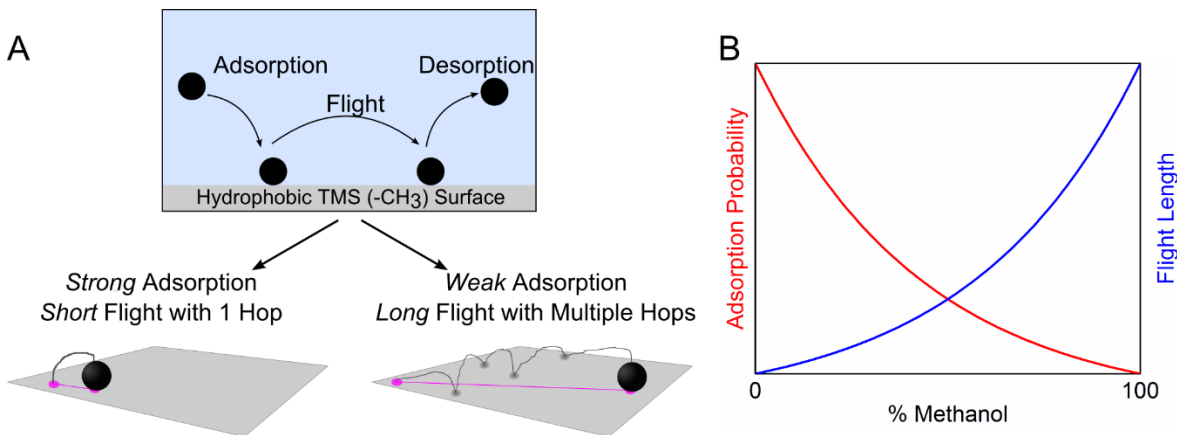 A
Adsorption
Desorption
Flight
Hydrophobic TMS (-CH₃) Surface
Strong Adsorption
Short Flight with 1 Hop
Weak Adsorption
Long Flight with Multiple Hops
B
Adsorption Probability
Flight Length
0
100
% Methanol